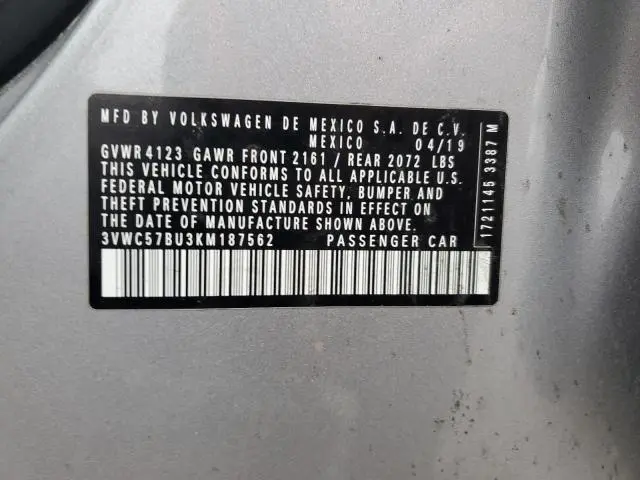 MFD BY VOLKSWAGEN DE MEXICO S.A. DE C.V.
MEXICO 04/19
GVWR 4123 GAWR FRONT 2161 / REAR 2072 LBS
THIS VEHICLE CONFORMS TO ALL APPLICABLE U.S.
FEDERAL MOTOR VEHICLE SAFETY, BUMPER AND
THEFT PREVENTION STANDARDS IN EFFECT ON
THE DATE OF MANUFACTURE SHOWN ABOVE.
3VWC57BU3KM187562 PASSENGER CAR
1721145 3387 M